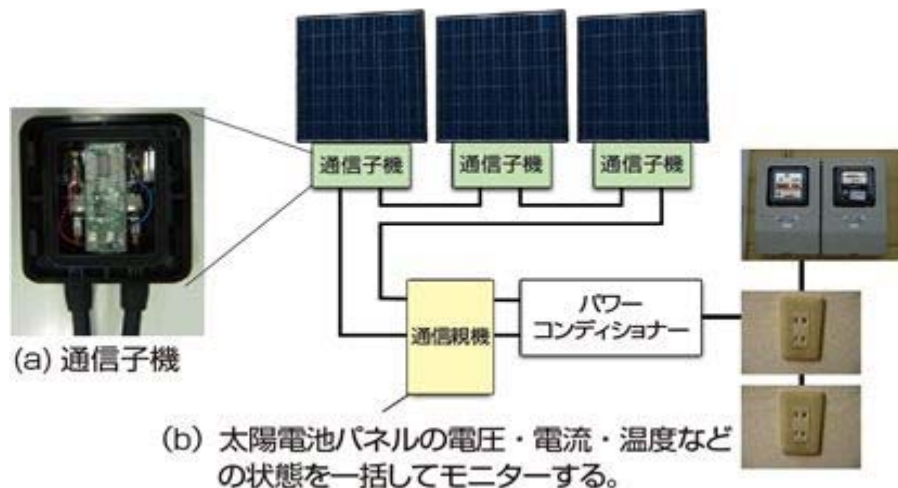 通信子機
通信子機
通信子機
(a) 通信子機
通信親機
パワー
コンディショナー
(b) 太陽電池パネルの電圧・電流・温度など
の状態を一括してモニターする。